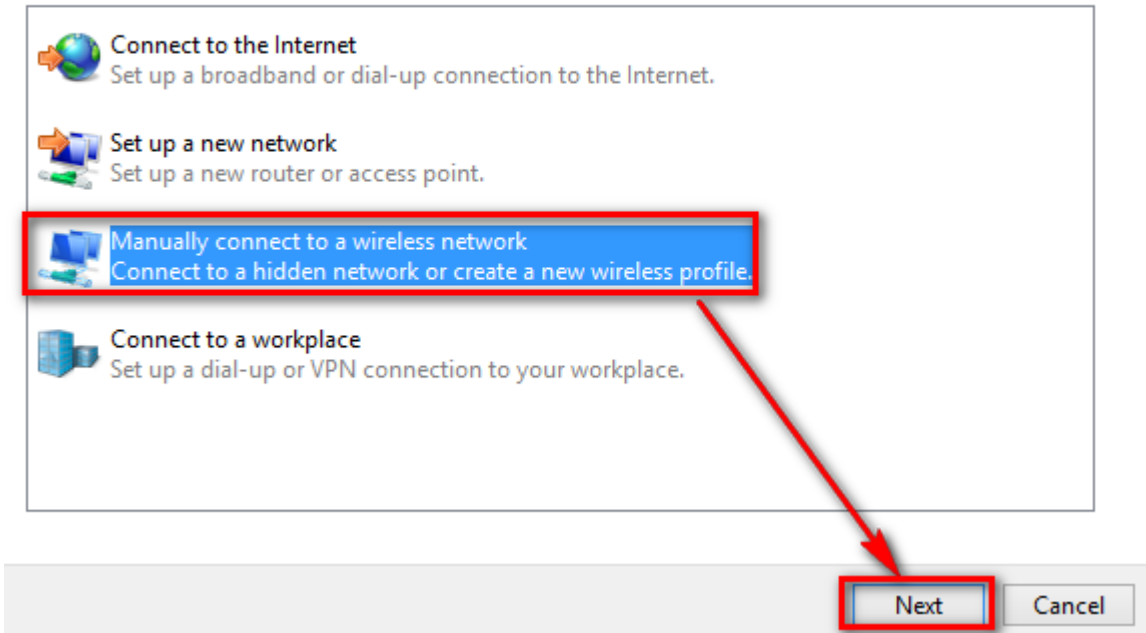 Connect to the Internet
Set up a broadband or dial-up connection to the Internet.
Set up a new network
Set up a new router or access point.
Manually connect to a wireless network
Connect to a hidden network or create a new wireless profile.
Connect to a workplace
Set up a dial-up or VPN connection to your workplace.
Next
Cancel